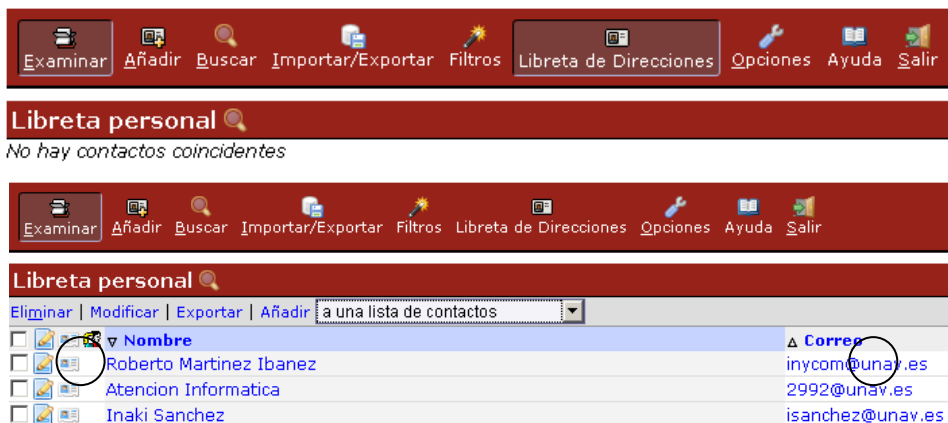 Examinar Añadir Buscar Importar/Exportar Filtros Libreta de Direcciones Opciones Ayuda Salir
Libreta personal
No hay contactos coincidentes
Examinar Añadir Buscar Importar/Exportar Filtros Libreta de Direcciones Opciones Ayuda Salir
Libreta personal
Eliminar | Modificar | Exportar | Añadir a una lista de contactos
Nombre Correo
Roberto Martinez Ibanez inycom@unav.es
Atencion Informatica 2992@unav.es
Inaki Sanchez isanchez@unav.es